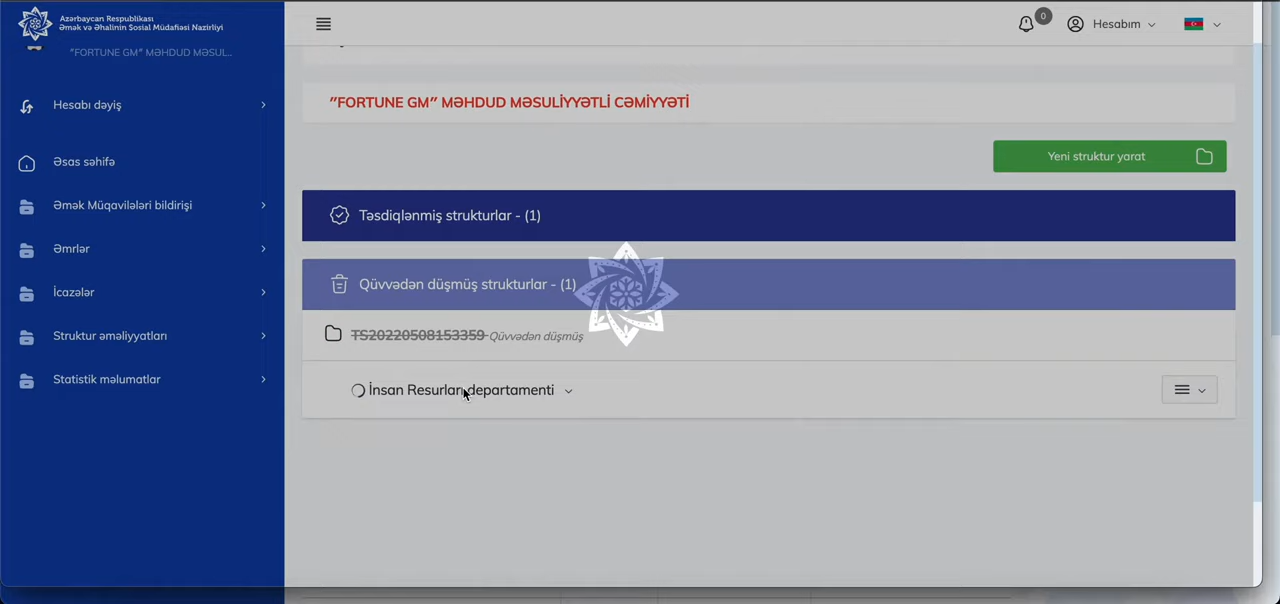 Azərbaycan Respublikası
Əmək və Əhalinin Sosial Müdafiəsi Nazirliyi
"FORTUNE GM" MƏHDUD MƏSUL..
Hesabı dəyiş
Əsas səhifə
Əmək Müqavilələri bildirişi
Əmrlər
İcazələr
Struktur əməliyyatları
Statistik məlumatlar
0
Hesabım
"FORTUNE GM" MƏHDUD MƏSULİYYƏTLİ CƏMİYYƏTİ
Yeni struktur yarat
Təsdiqlənmiş strukturlar - (1)
Qüvvədən düşmüş strukturlar - (1)
TS20220508153359 Qüvvədən düşmüş
İnsan Resurları departamenti